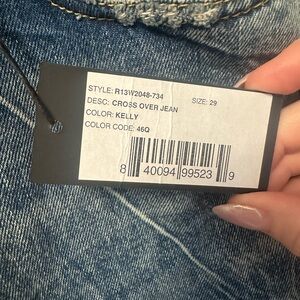 STYLE: R13W2048-734
DESC: CROSS OVER JEAN SIZE: 29
COLOR: KELLY
COLOR CODE: 46Q
8 40094 99523 9